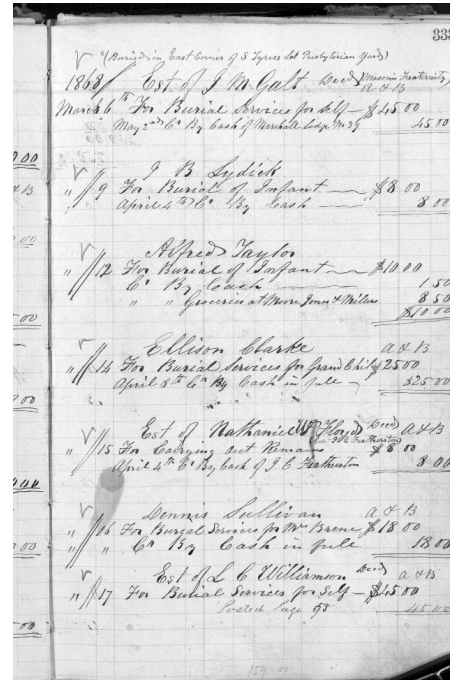 333
(Buried in East Corner of S Tyrees Lot Presbyterian Yard)
1868 Est of J M Galt Decd Masonic Fraternity
A & B
March 6th For Burial Services for self — $45 00
May 2nd Cr By Cash of Marshall Lodge No 39 45 00
J B Lydick
" 9 For Burial of Infant — $8 00
April 4th Cr By Cash — 8 00
Alfred Taylor
" 12 For Burial of Infant — $10 00
Cr By Cash — 1 50
" " Groceries at Moore Jones & 8 50
$10 00
Ellison Clarke A & B
" 14 For Burial Services for Grand Child $25 00
April 8th Cr By Cash in full — $25 00
Est of Nathaniel W Floyd Decd A & B
Featherston
" 15 For Carrying out Remains $8 00
April 4th Cr By Cash of J C Featherston 8 00
Dennis Sullivan A & B
" 16 For Burial Services for Mrs Brene $18 00
" " Cr By Cash in full 18 00
Est of L C Williamson Decd A & B
" 17 For Burial Services for Self — $45 00
Posted Page 45 00